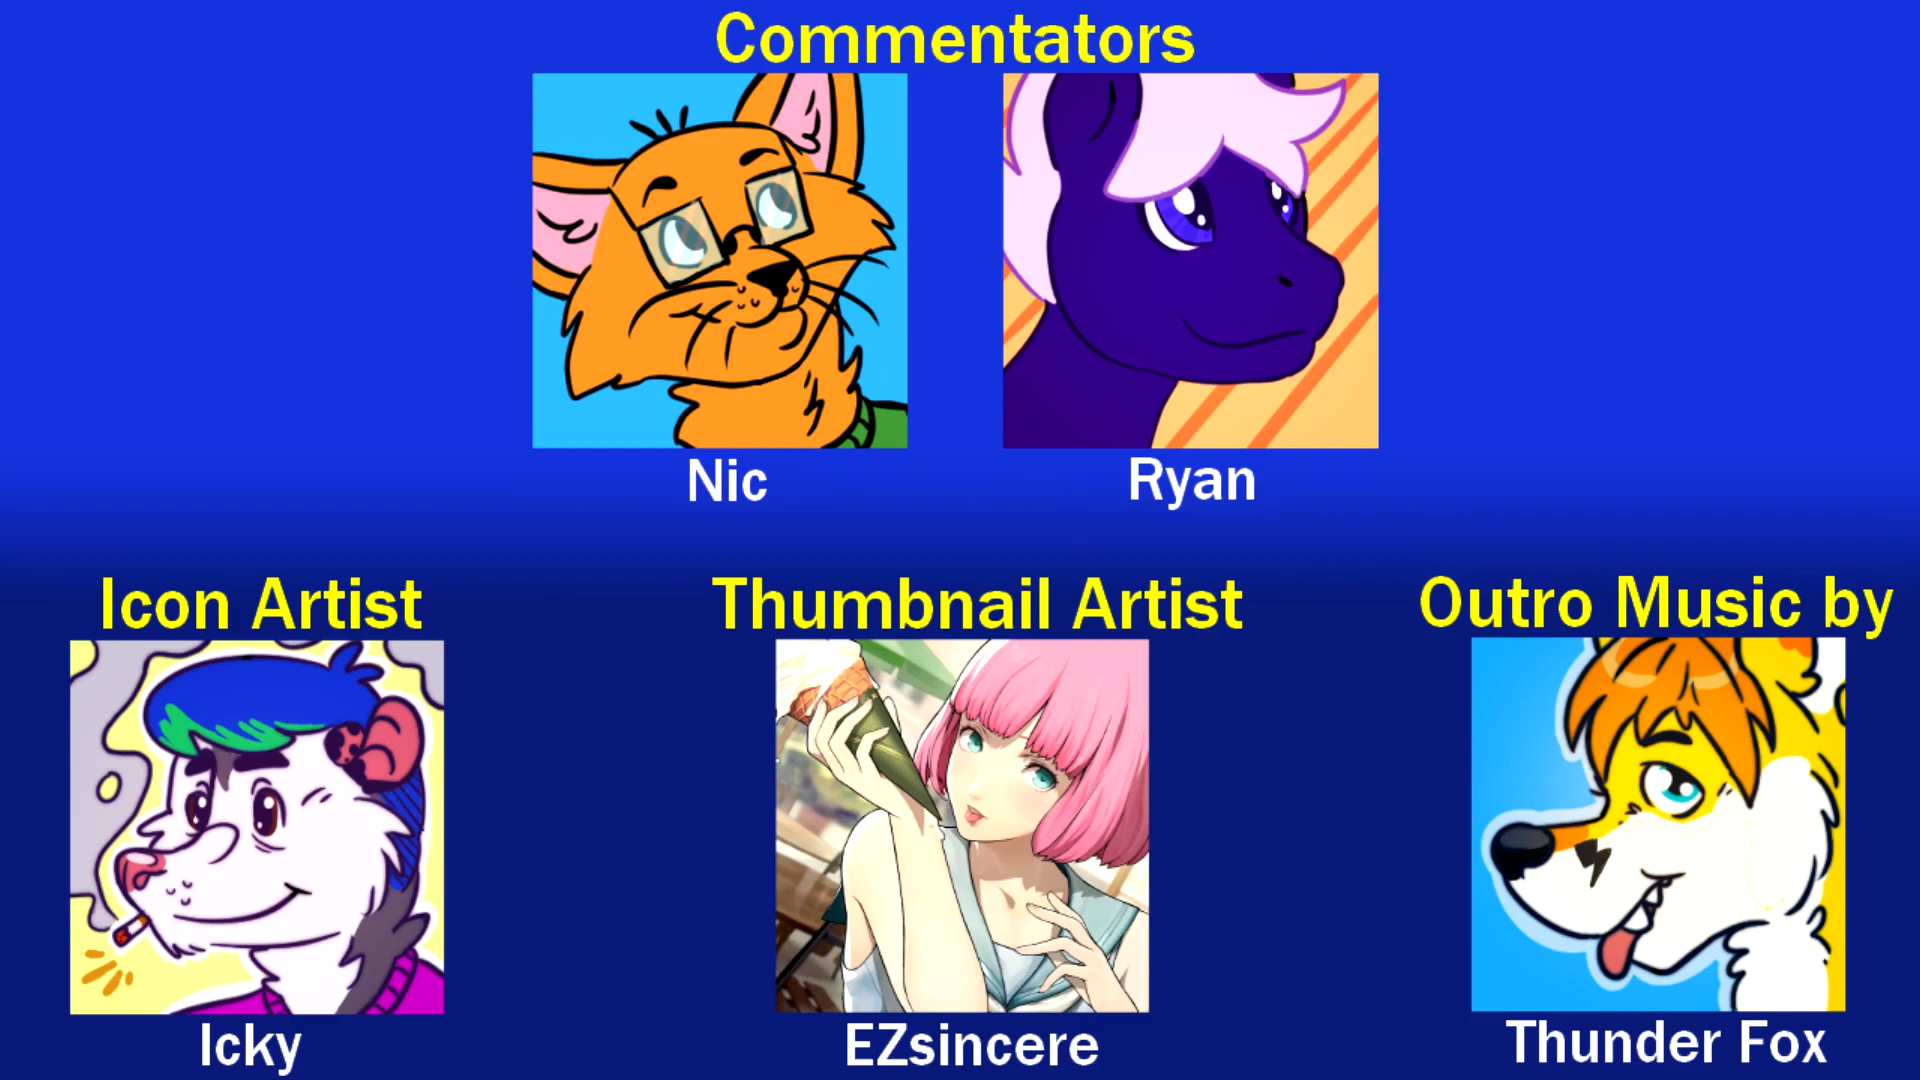 Commentators
Nic
Ryan
Icon Artist
Thumbnail Artist
Outro Music by
Icky
EZsincere
Thunder Fox